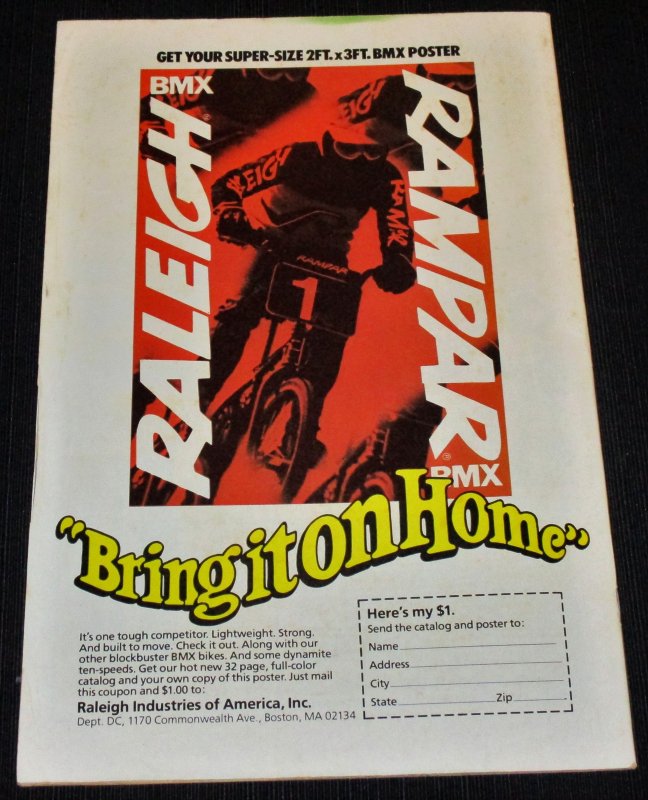 GET YOUR SUPER-SIZE 2FT. x 3FT. BMX POSTER
BMX
RALEIGH
RAMPAR
BMX
RALEIGH
RAMPAR
RAMPAR
1
"Bring it on Home"
It's one tough competitor. Lightweight. Strong.
And built to move. Check it out. Along with our
other blockbuster BMX bikes. And some dynamite
ten-speeds. Get our hot new 32 page, full-color
catalog and your own copy of this poster. Just mail
this coupon and $1.00 to:
Raleigh Industries of America, Inc.
Dept. DC, 1170 Commonwealth Ave., Boston, MA 02134
Here's my $1.
Send the catalog and poster to:
Name
Address
City
State Zip